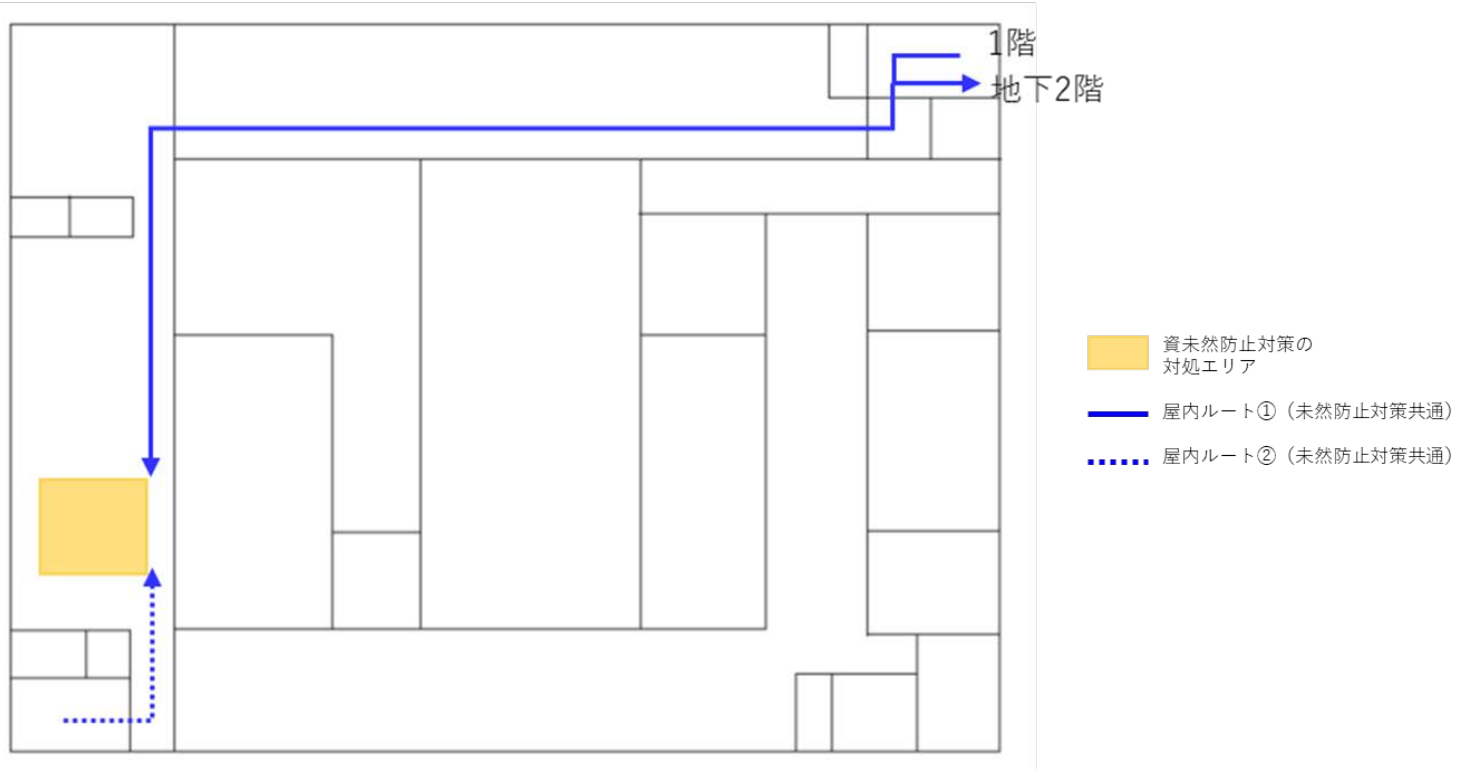 1階
地下2階
資未然防止対策の
対処エリア
屋内ルート①（未然防止対策共通）
屋内ルート②（未然防止対策共通）